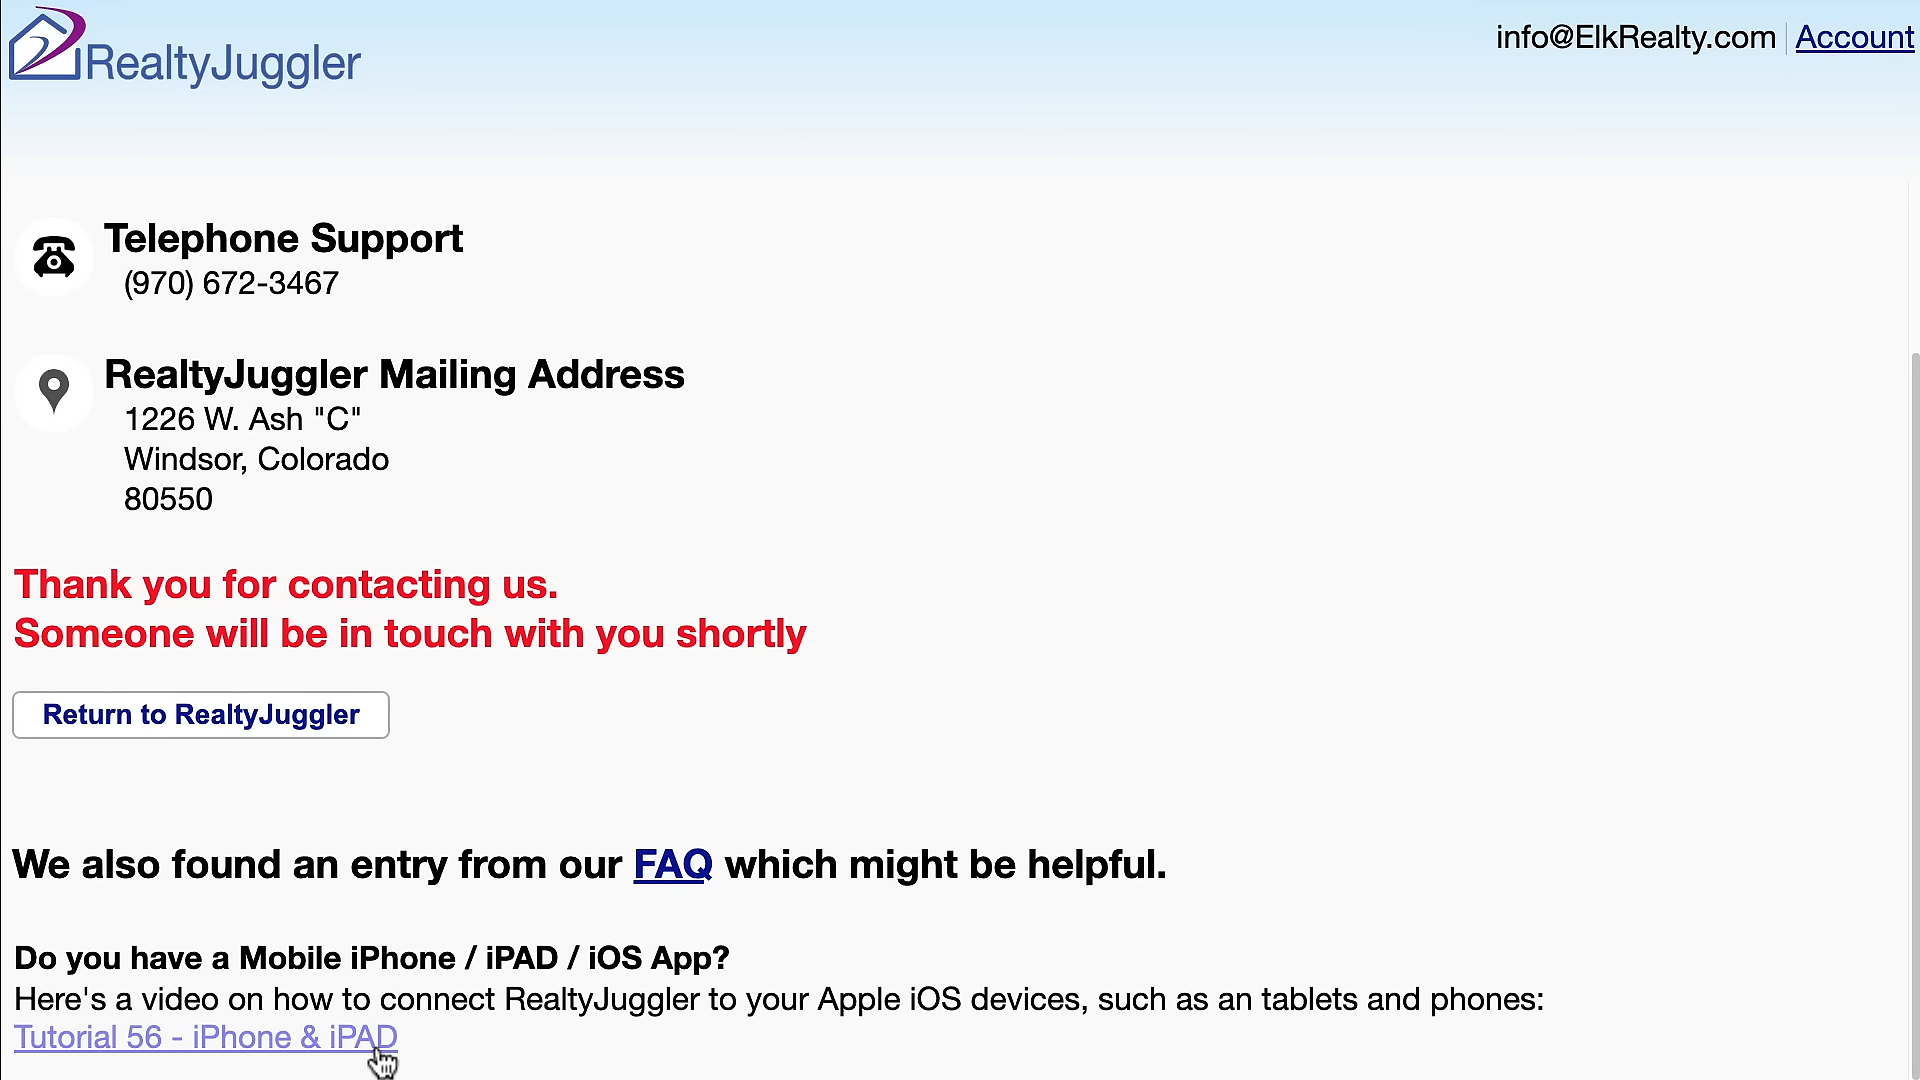 RealtyJuggler
info@ElkRealty.com Account
Telephone Support
(970) 672-3467
RealtyJuggler Mailing Address
1226 W. Ash "C"
Windsor, Colorado
80550
Thank you for contacting us.
Someone will be in touch with you shortly
Return to RealtyJuggler
We also found an entry from our FAQ which might be helpful.
Do you have a Mobile iPhone / iPAD / iOS App?
Here's a video on how to connect RealtyJuggler to your Apple iOS devices, such as an tablets and phones:
Tutorial 56 - iPhone & iPAD